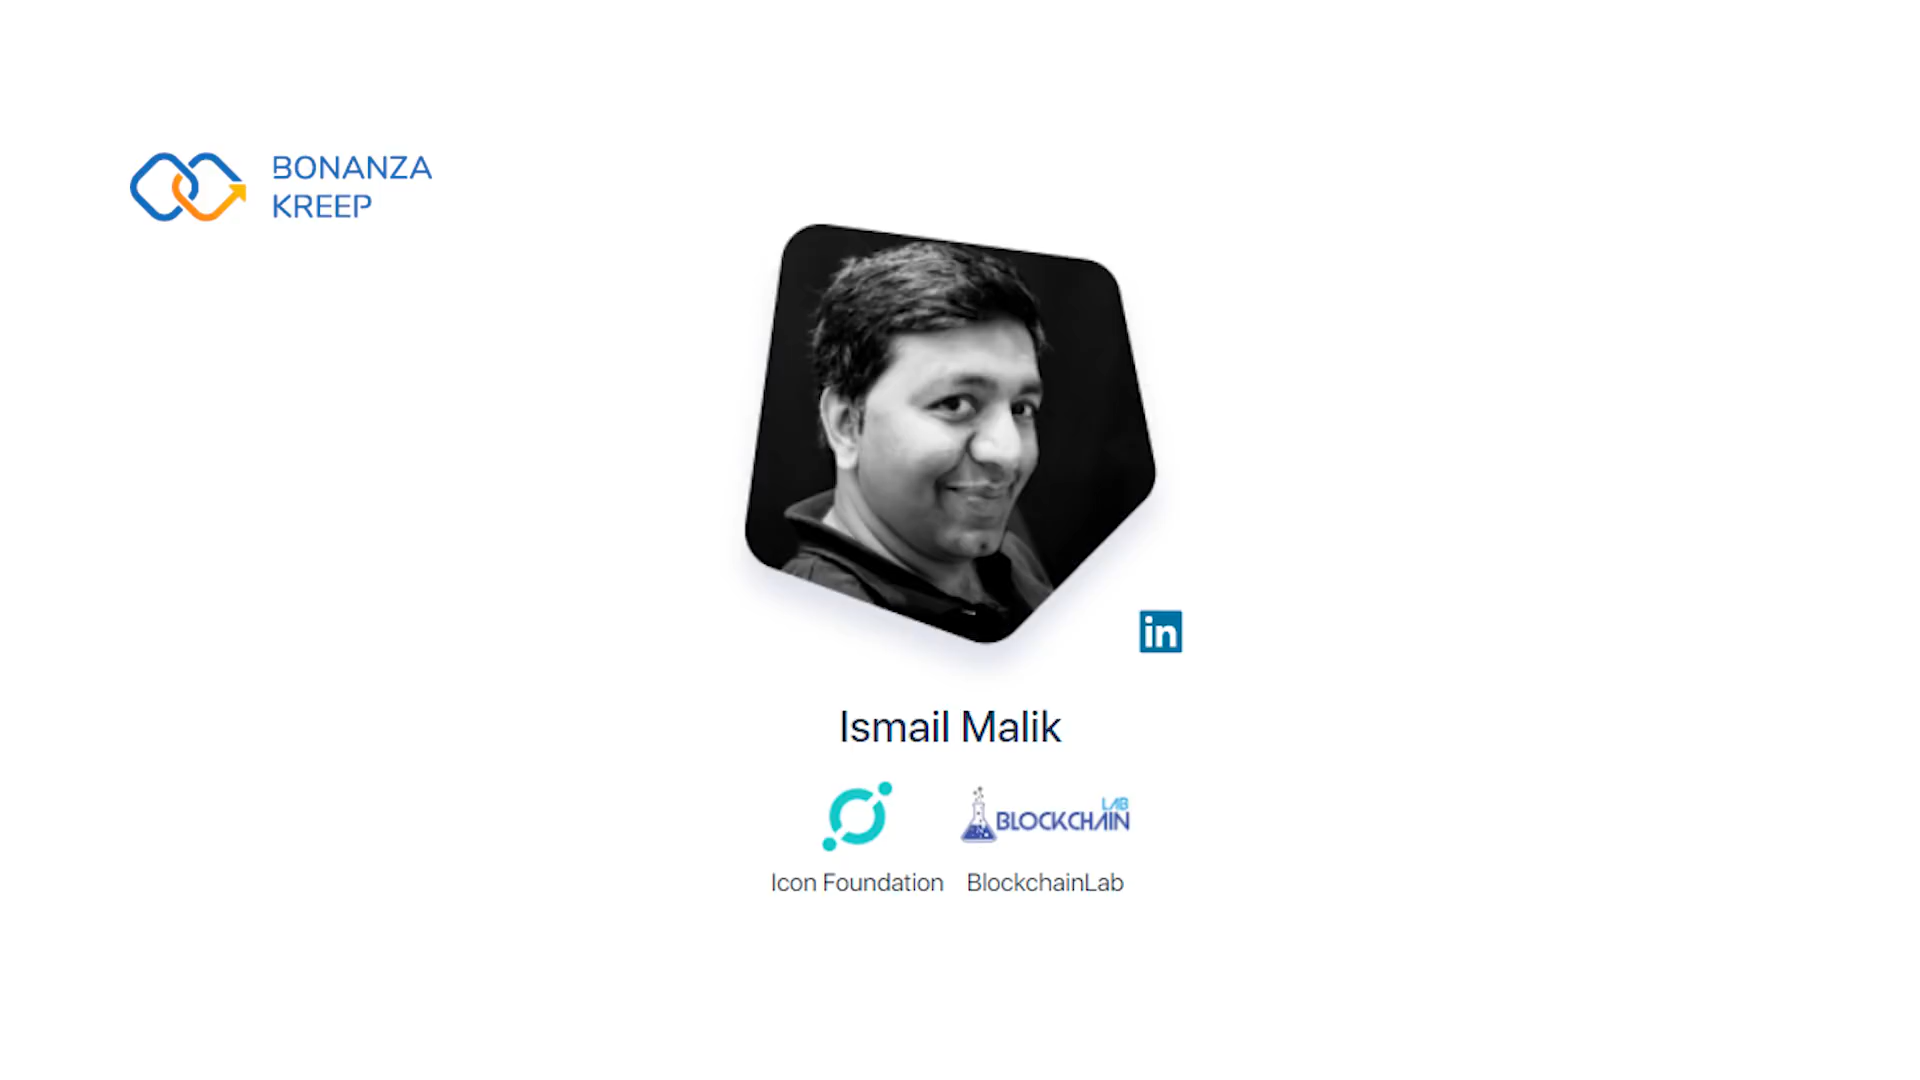 BONANZA
KREEP
in
Ismail Malik
LAB
BLOCKCHAIN
Icon Foundation
BlockchainLab